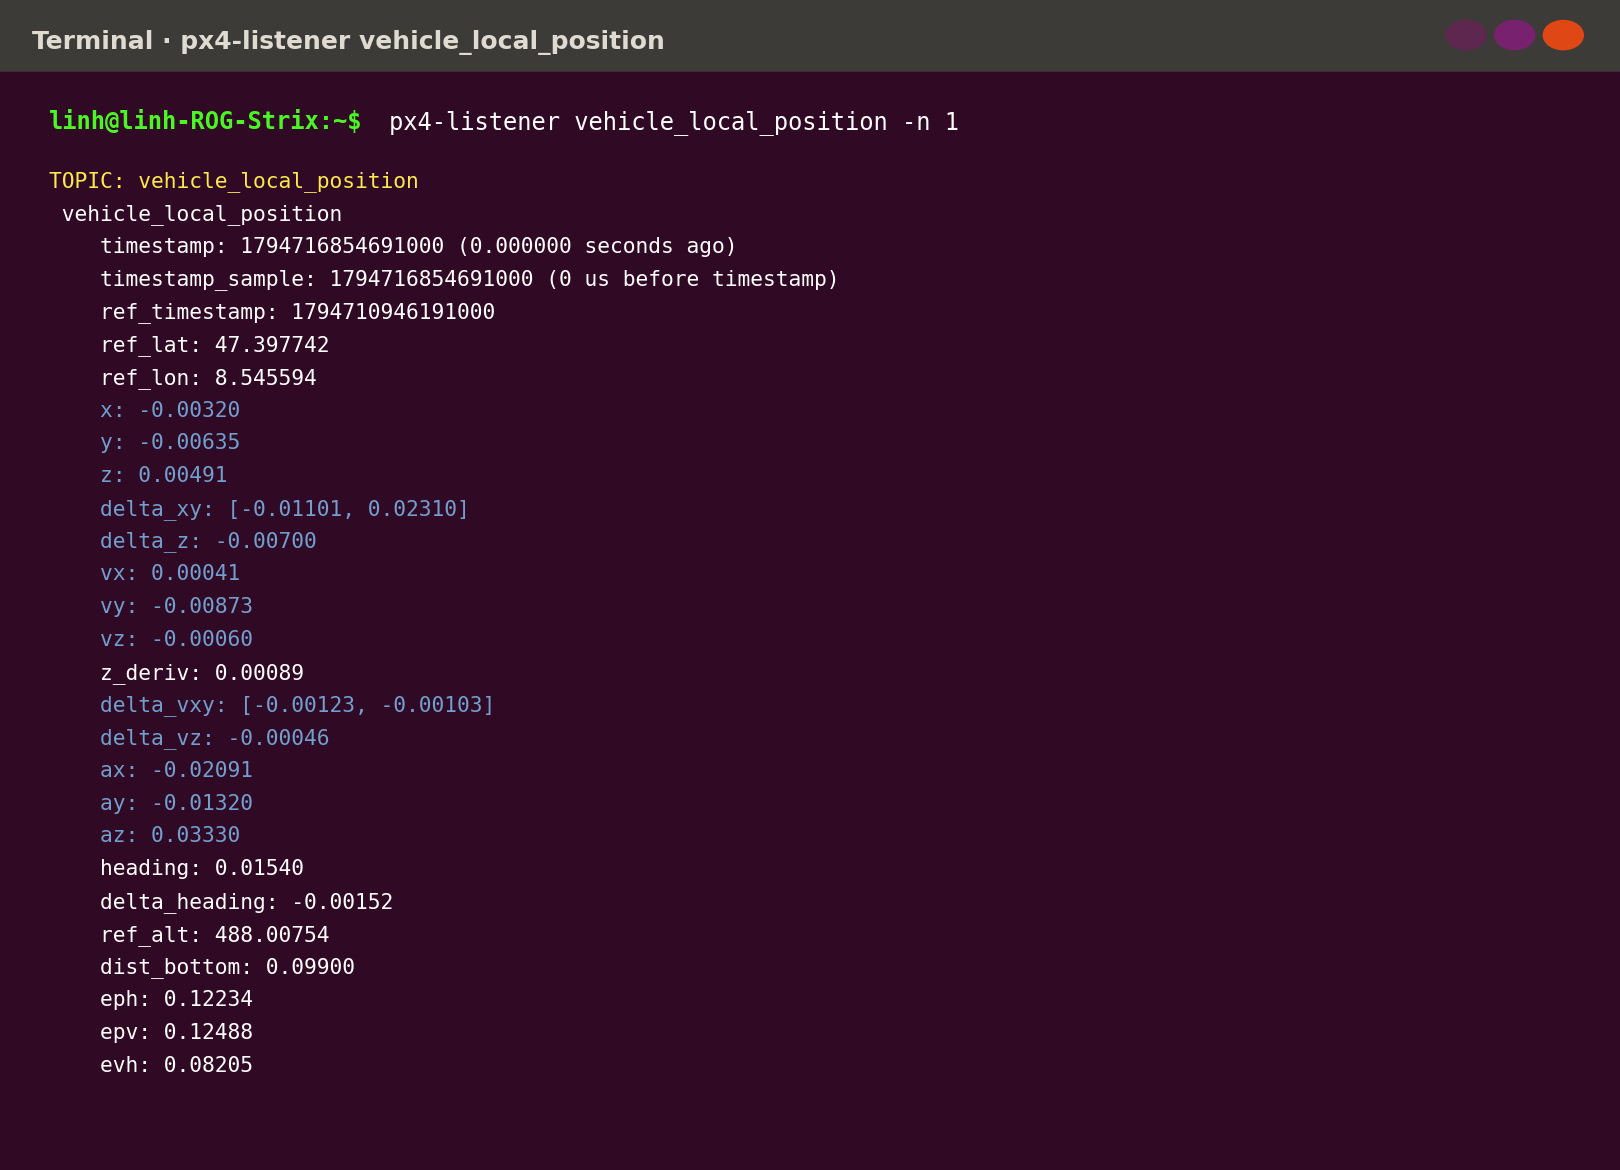 Terminal · px4-listener vehicle_local_position
linh@linh-ROG-Strix:~$ px4-listener vehicle_local_position -n 1
TOPIC: vehicle_local_position
vehicle_local_position
timestamp: 1794716854691000 (0.000000 seconds ago)
timestamp_sample: 1794716854691000 (0 us before timestamp)
ref_timestamp: 1794710946191000
ref_lat: 47.397742
ref_lon: 8.545594
x: -0.00320
y: -0.00635
z: 0.00491
delta_xy: [-0.01101, 0.02310]
delta_z: -0.00700
vx: 0.00041
vy: -0.00873
vz: -0.00060
z_deriv: 0.00089
delta_vxy: [-0.00123, -0.00103]
delta_vz: -0.00046
ax: -0.02091
ay: -0.01320
az: 0.03330
heading: 0.01540
delta_heading: -0.00152
ref_alt: 488.00754
dist_bottom: 0.09900
eph: 0.12234
epv: 0.12488
evh: 0.08205